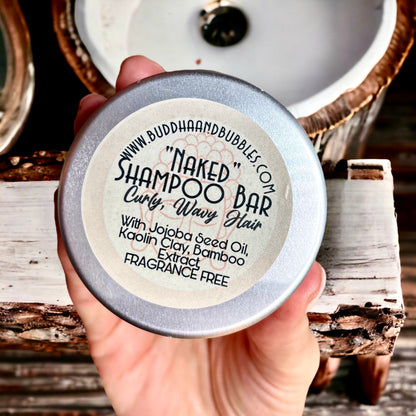 www.BUDDHAANDBUBBLES.COM
"NAKED"
SHAMPOO BAR
Curly, Wavy Hair
With Jojoba Seed Oil,
Kaolin Clay, Bamboo
Extract
FRAGRANCE FREE